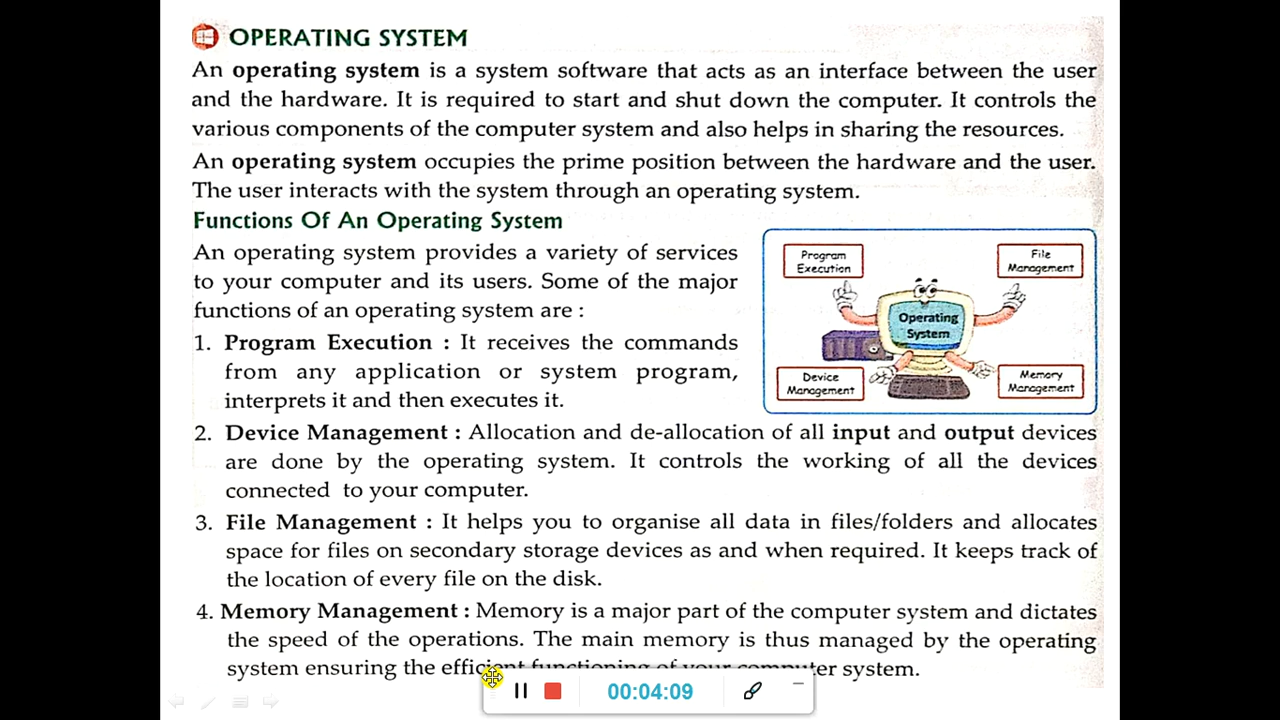 OPERATING SYSTEM
An operating system is a system software that acts as an interface between the user
and the hardware. It is required to start and shut down the computer. It controls the
various components of the computer system and also helps in sharing the resources.
An operating system occupies the prime position between the hardware and the user.
The user interacts with the system through an operating system.
Functions Of An Operating System
An operating system provides a variety of services
to your computer and its users. Some of the major
functions of an operating system are :
1. Program Execution : It receives the commands
from any application or system program,
interprets it and then executes it.
Program
Execution
File
Management
Operating
System
Device
Management
Memory
Management
2. Device Management : Allocation and de-allocation of all input and output devices
are done by the operating system. It controls the working of all the devices
connected to your computer.
3. File Management : It helps you to organise all data in files/folders and allocates
space for files on secondary storage devices as and when required. It keeps track of
the location of every file on the disk.
4. Memory Management : Memory is a major part of the computer system and dictates
the speed of the operations. The main memory is thus managed by the operating
system ensuring the efficient functioning of your computer system.
00:04:09